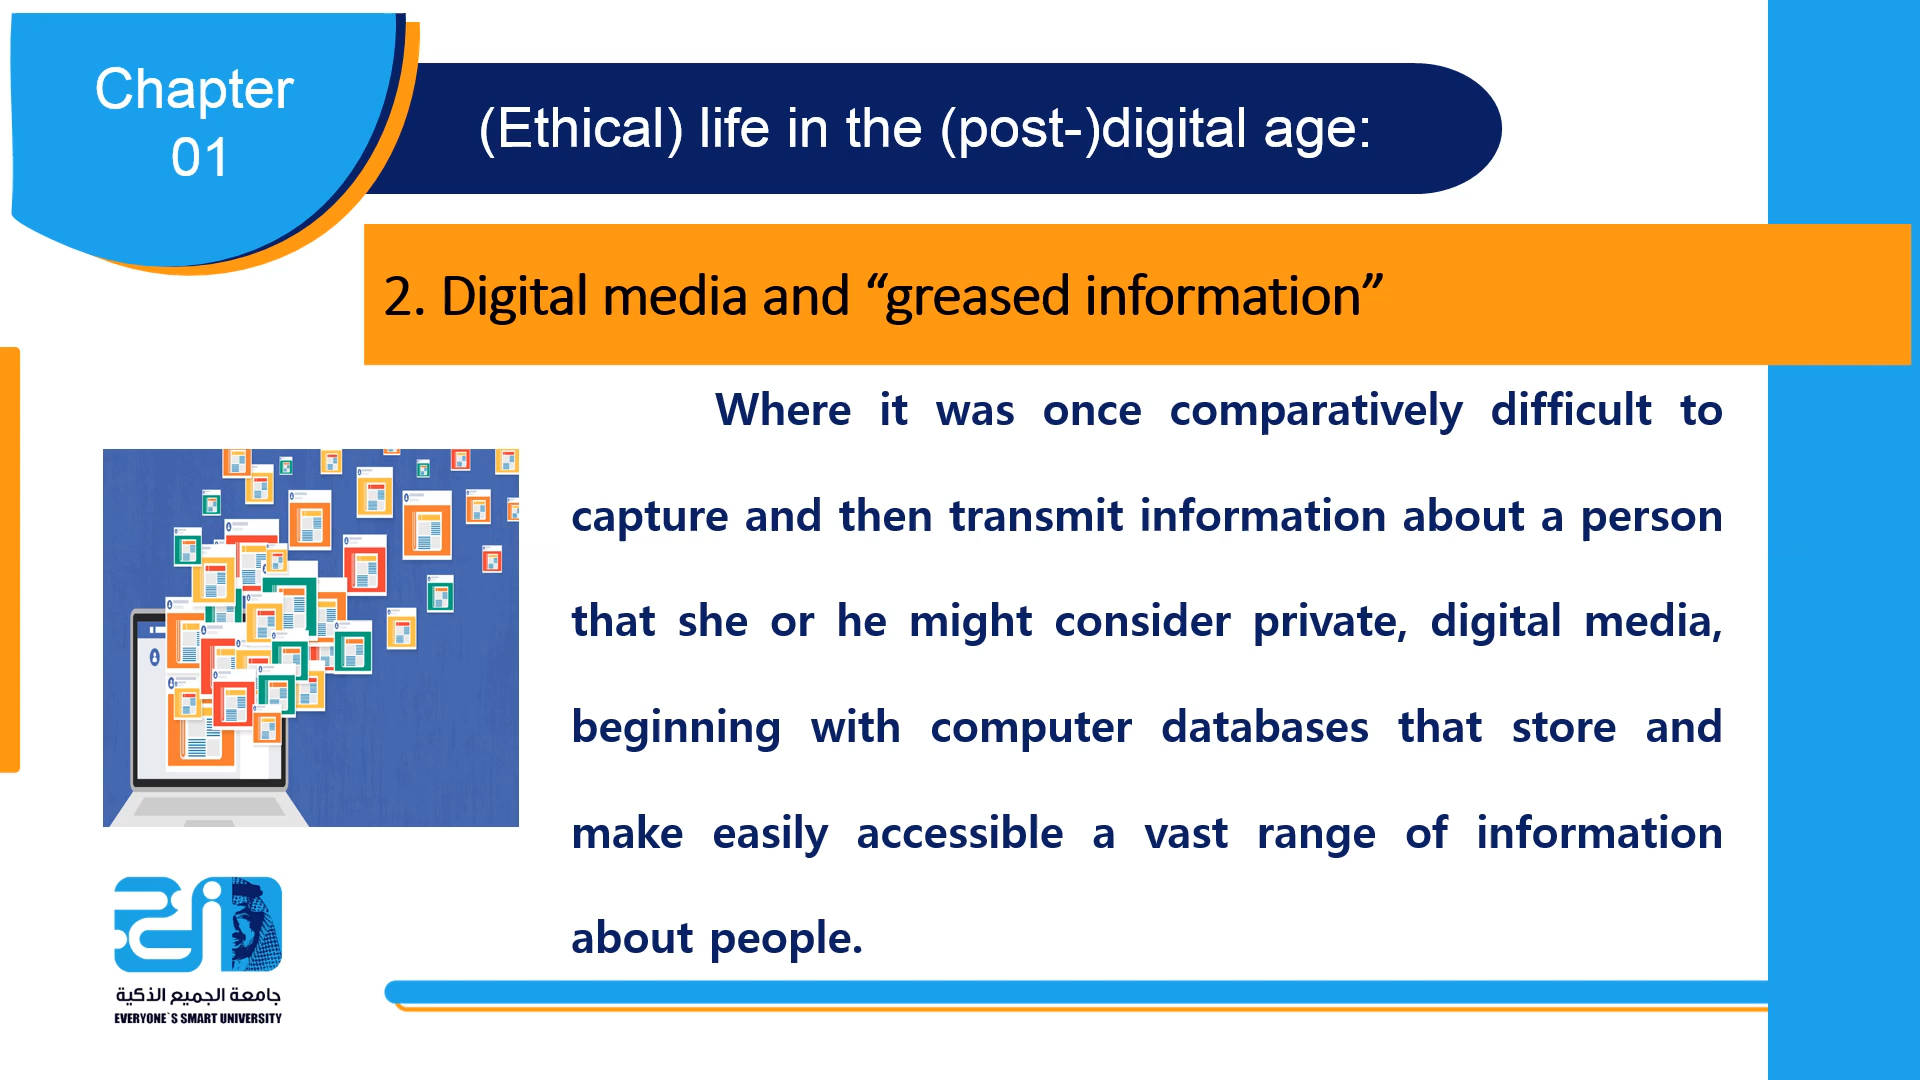 Chapter
01
(Ethical) life in the (post-)digital age:
2. Digital media and “greased information”
Where it was once comparatively difficult to
capture and then transmit information about a person
that she or he might consider private, digital media,
beginning with computer databases that store and
make easily accessible a vast range of information
about people.
جامعة الجميع الذكية
EVERYONE`S SMART UNIVERSITY